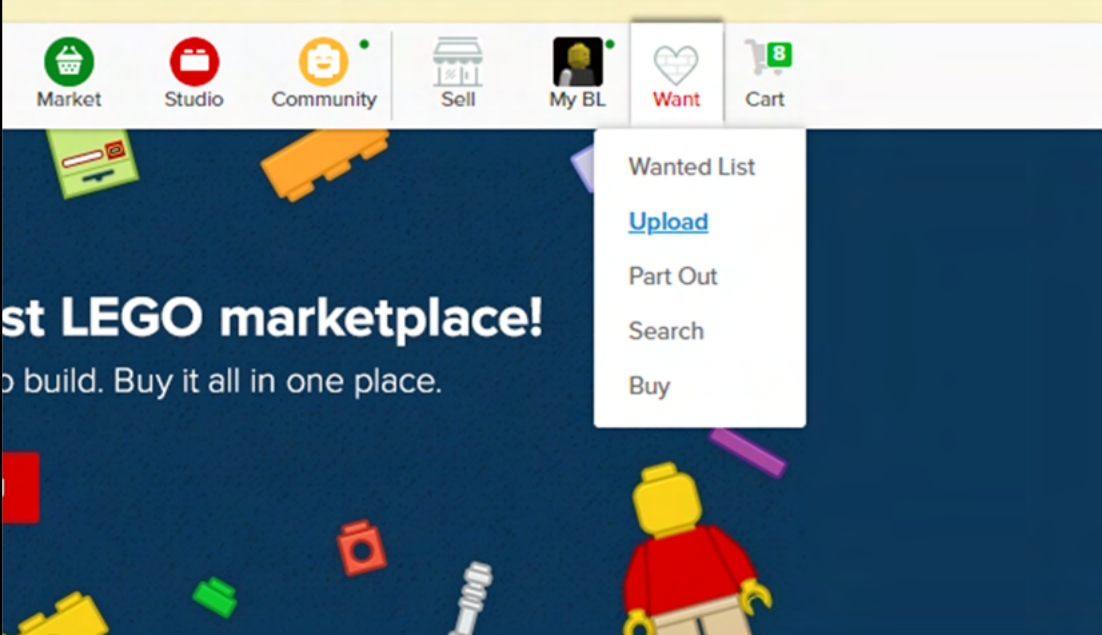 Market
Studio
Community
Sell
My BL
Want
8
Cart
Wanted List
Upload
Part Out
Search
Buy
st LEGO marketplace!
build. Buy it all in one place.